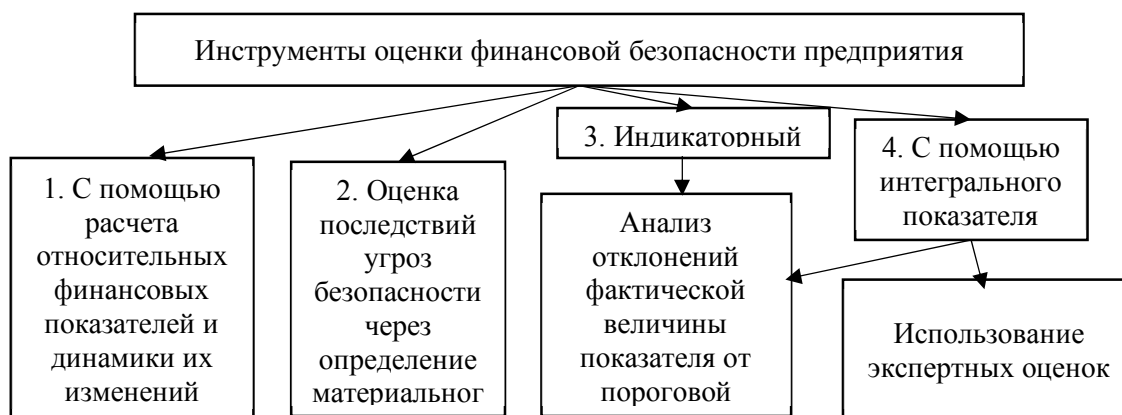 Инструменты оценки финансовой безопасности предприятия
1. С помощью
расчета
относительных
финансовых
показателей и
динамики их
изменений
2. Оценка
последствий
угроз
безопасности
через
определение
материальног
3. Индикаторный
Анализ
отклонений
фактической
величины
показателя от
пороговой
4. С помощью
интегрального
показателя
Использование
экспертных оценок